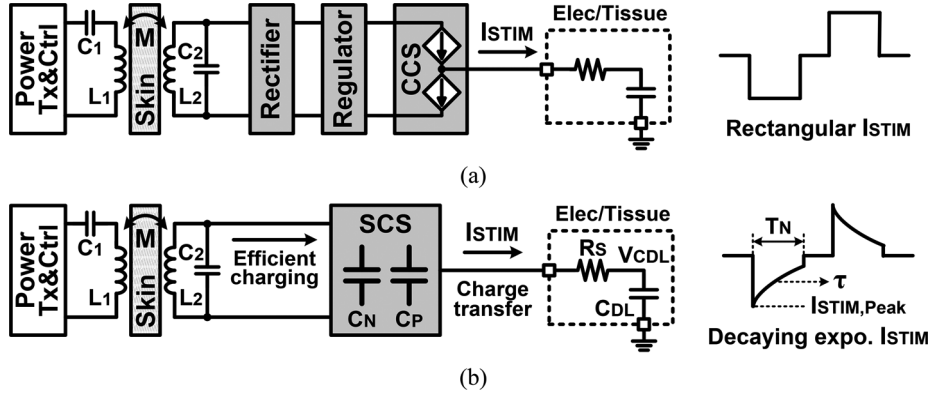 Power Tx&Ctrl
C1
L1
M
Skin
C2
L2
Rectifier
Regulator
CCS
ISTIM
Elec/Tissue
Rectangular ISTIM
(a)
Power Tx&Ctrl
C1
L1
M
Skin
C2
L2
Efficient charging
SCS
CN
CP
ISTIM
Charge transfer
Elec/Tissue
RS
VCDL
CDL
TN
τ
ISTIM,Peak
Decaying expo. ISTIM
(b)